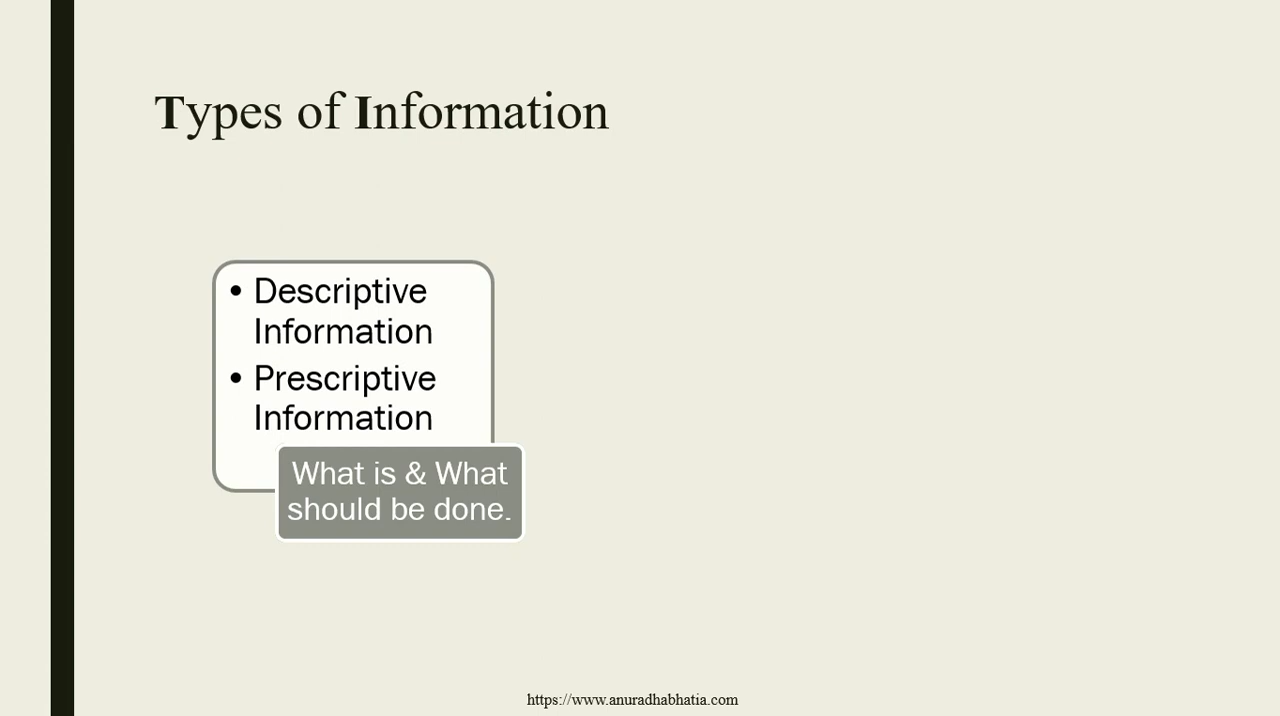 Types of Information
• Descriptive
Information
• Prescriptive
Information
What is & What
should be done.
https://www.anuradhabhatia.com